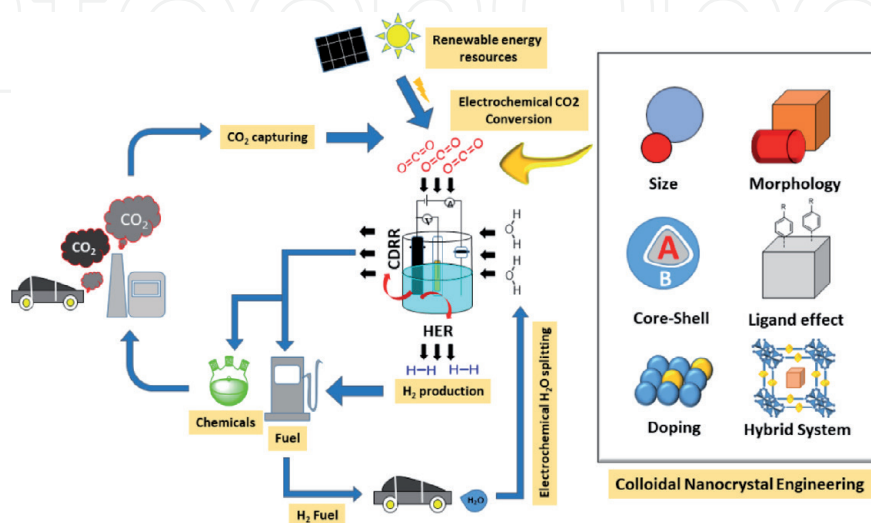 Renewable energy
resources
Electrochemical CO2
Conversion
CO₂ capturing
O=C=O
O=C=O
O=C=O
CO₂
CO₂
A
V
CDRR
H
O
H
H
O
H
HER
H-H H-H
H₂ production
Electrochemical H₂O splitting
Chemicals
Fuel
H₂O
H₂ Fuel
Size
Morphology
R
R
A
B
Core-Shell
Ligand effect
Doping
Hybrid System
Colloidal Nanocrystal Engineering